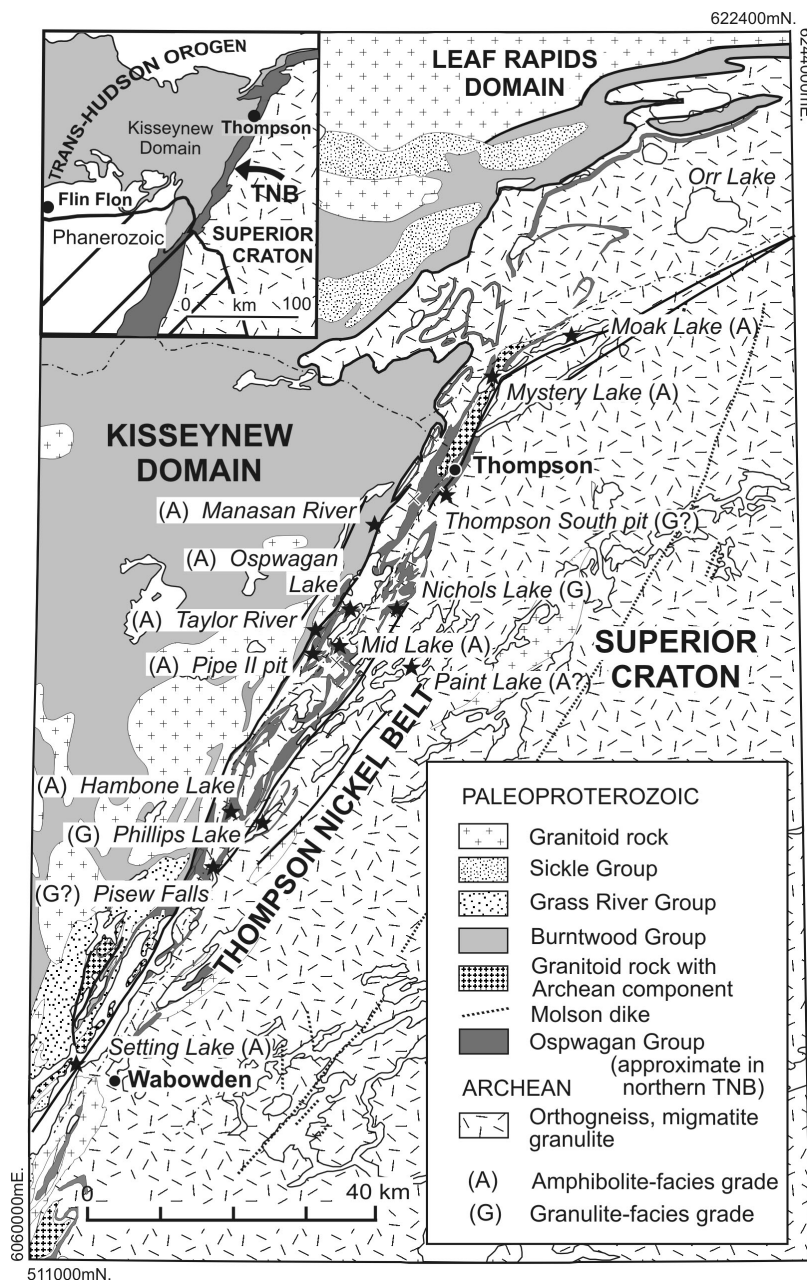 622400mN.
TRANS-HUDSON OROGEN
Kisseynew
Domain
Thompson
TNB
Flin Flon
Phanerozoic
SUPERIOR
CRATON
0 km 100
LEAF RAPIDS
DOMAIN
Orr Lake
Moak Lake (A)
Mystery Lake (A)
KISSEYNEW
DOMAIN
Thompson
(A) Manasan River
Thompson South pit (G?)
(A) Ospwagan
Lake
Nichols Lake (G)
(A) Taylor River
Mid Lake (A)
(A) Pipe II pit
Paint Lake (A?)
SUPERIOR
CRATON
THOMPSON NICKEL BELT
(A) Hambone Lake
(G) Phillips Lake
(G?) Pisew Falls
Setting Lake (A)
Wabowden
0 40 km
6060000mE.
511000mN.
PALEOPROTEROZOIC
Granitoid rock
Sickle Group
Grass River Group
Burntwood Group
Granitoid rock with
Archean component
Molson dike
Ospwagan Group
(approximate in
northern TNB)
ARCHEAN
Orthogneiss, migmatite
granulite
(A) Amphibolite-facies grade
(G) Granulite-facies grade